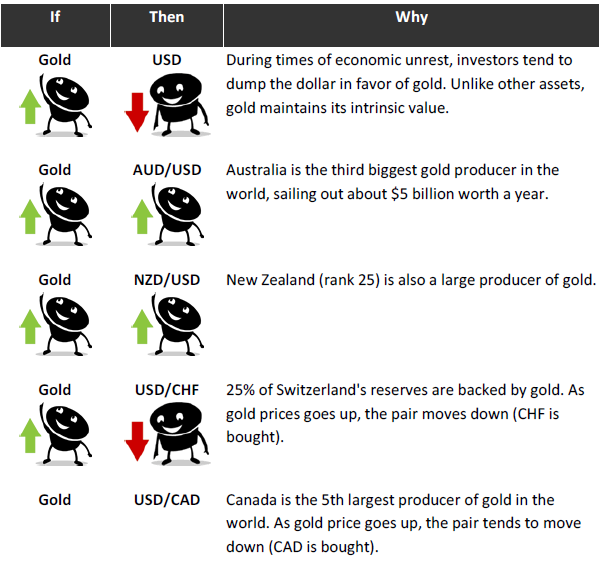 If Then Why
Gold USD During times of economic unrest, investors tend to
dump the dollar in favor of gold. Unlike other assets,
gold maintains its intrinsic value.
Gold AUD/USD Australia is the third biggest gold producer in the
world, sailing out about $5 billion worth a year.
Gold NZD/USD New Zealand (rank 25) is also a large producer of gold.
Gold USD/CHF 25% of Switzerland's reserves are backed by gold. As
gold prices goes up, the pair moves down (CHF is
bought).
Gold USD/CAD Canada is the 5th largest producer of gold in the
world. As gold price goes up, the pair tends to move
down (CAD is bought).